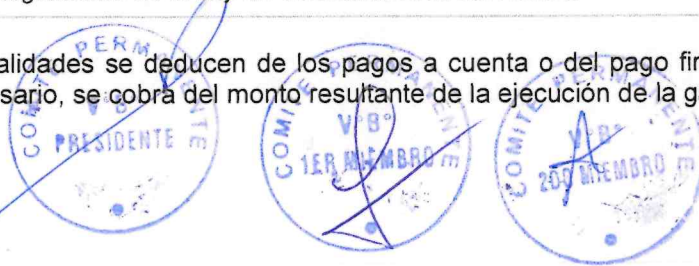 alidades se deducen de los pagos a cuenta o del pago fin
sario, se cobra del monto resultante de la ejecución de la g
COMITE PERMANENTE
V°B°
PRESIDENTE
COMITE PERMANENTE
V°B°
1ER MIEMBRO
COMITE PERMANENTE
V°B°
2DO MIEMBRO